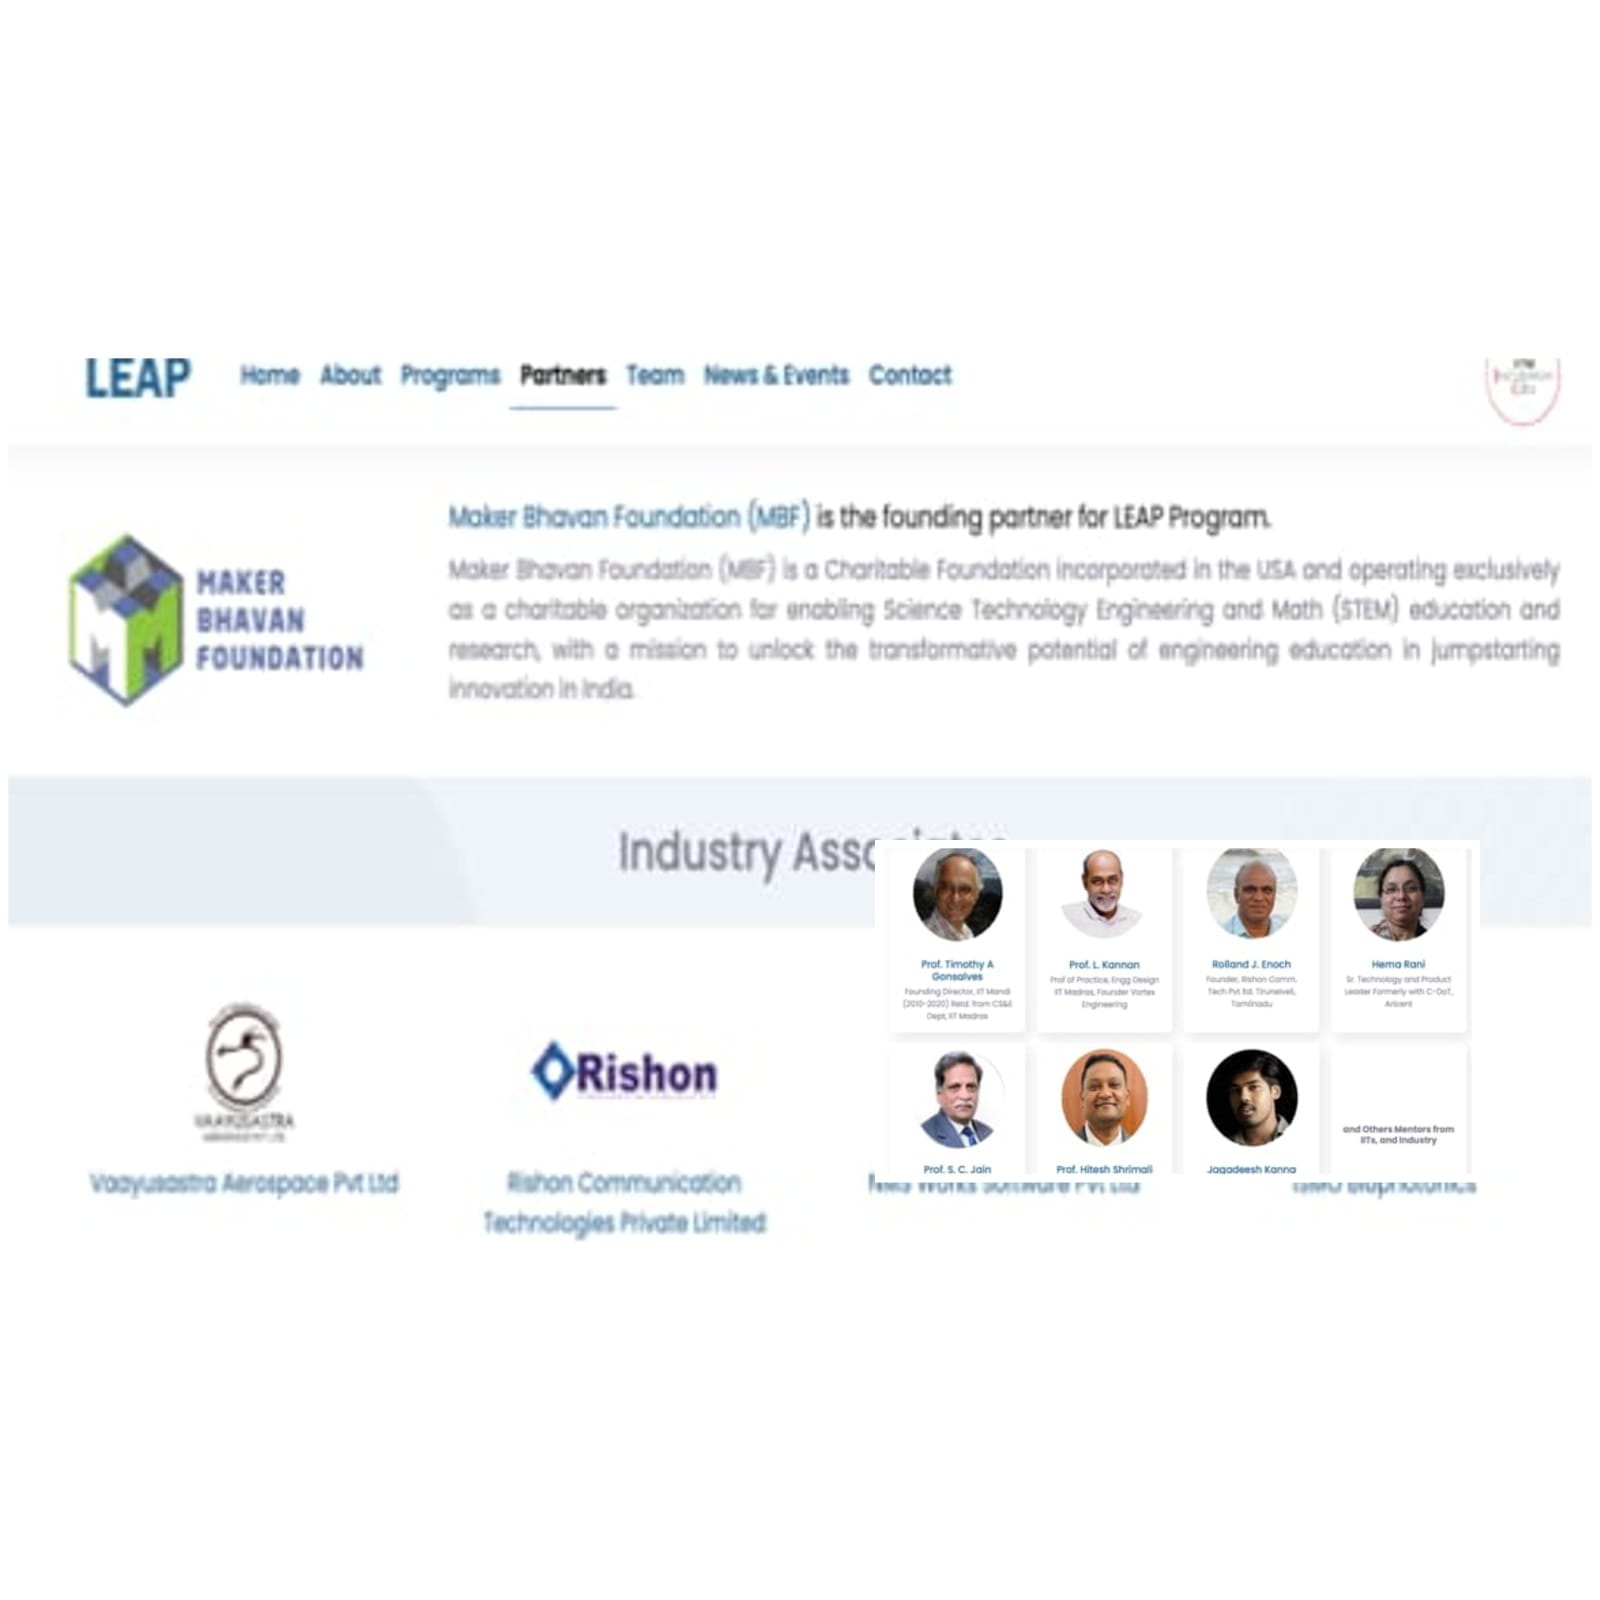 LEAP
Home About Programs Partners Team News & Events Contact
Maker Bhavan Foundation (MBF) is the founding partner for LEAP Program.
MAKER
BHAVAN
FOUNDATION
Maker Bhavan Foundation (MBF) is a Charitable Foundation incorporated in the USA and operating exclusively
as a charitable organization for enabling Science Technology Engineering and Math (STEM) education and
research, with a mission to unlock the transformative potential of engineering education in jumpstarting
innovation in India.
Industry Associates
Prof. Timothy A
Gonsalves
Founding Director, IIT Mandi
(2010-2020) Retd. from CS&E
Dept, IIT Madras
Prof. L. Kannan
Prof of Practice, Engg Design
IIT Madras, Founder Vortex
Engineering
Rolland J. Enoch
Founder, Rishon Comm.
Tech Pvt ltd, Tirunelveli,
Tamilnadu
Hema Rani
Sr. Technology and Product
Leader Formerly with C-DoT,
Aricent
Prof. S. C. Jain
Prof. Hitesh Shrimali
Jagadeesh Kanna
and Others Mentors from
IITs, and Industry
VAAYUSASTRA
Vaayusastra Aerospace Pvt Ltd
Rishon
Rishon Communication
Technologies Private Limited
NMS Works Software Pvt Ltd